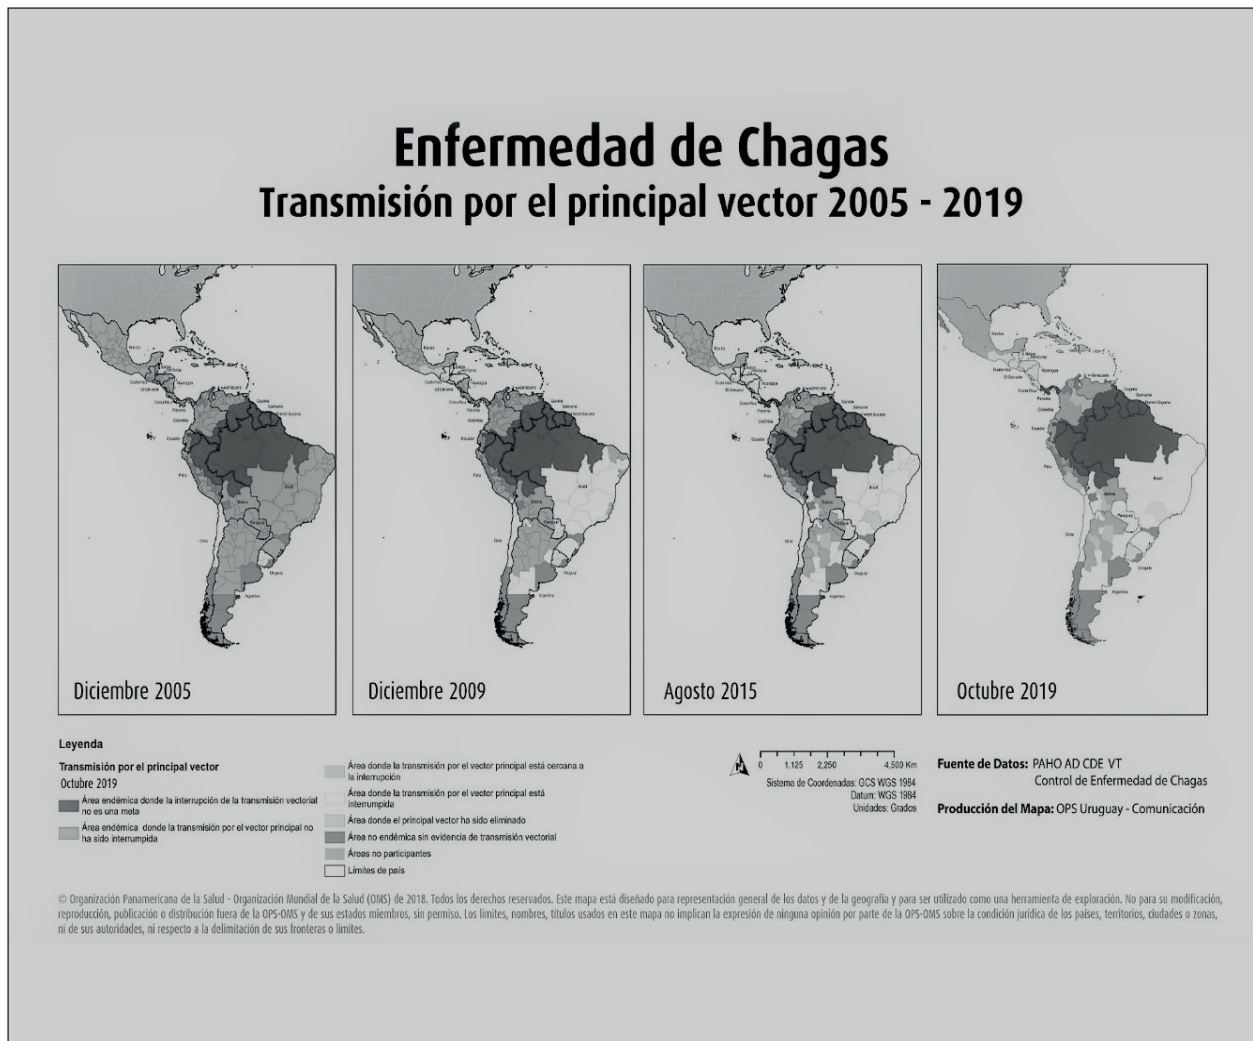 Enfermedad de Chagas
Transmisión por el principal vector 2005 - 2019
Diciembre 2005
Diciembre 2009
Agosto 2015
Octubre 2019
Leyenda
Transmisión por el principal vector
Octubre 2019
Área endémica donde la interrupción de la transmisión vectorial
no es una meta
Área endémica donde la transmisión por el vector principal no
ha sido interrumpida
Área donde la transmisión por el vector principal está cercana a
la interrupción
Área donde la transmisión por el vector principal está
interrumpida
Área donde el principal vector ha sido eliminado
Área no endémica sin evidencia de transmisión vectorial
Áreas no participantes
Límites de país
0 1,125 2,250 4,500 Km
Sistema de Coordenadas: GCS WGS 1984
Datum: WGS 1984
Unidades: Grados
Fuente de Datos: PAHO AD CDE VT
Control de Enfermedad de Chagas
Producción del Mapa: OPS Uruguay - Comunicación
© Organización Panamericana de la Salud - Organización Mundial de la Salud (OMS) de 2018. Todos los derechos reservados. Este mapa está diseñado para representación general de los datos y de la geografía y para ser utilizado como una herramienta de exploración. No para su modificación,
reproducción, publicación o distribución fuera de la OPS-OMS y de sus estados miembros, sin permiso. Los límites, nombres, títulos usados en este mapa no implican la expresión de ninguna opinión por parte de la OPS-OMS sobre la condición jurídica de los países, territorios, ciudades o zonas,
ni de sus autoridades, ni respecto a la delimitación de sus fronteras o límites.